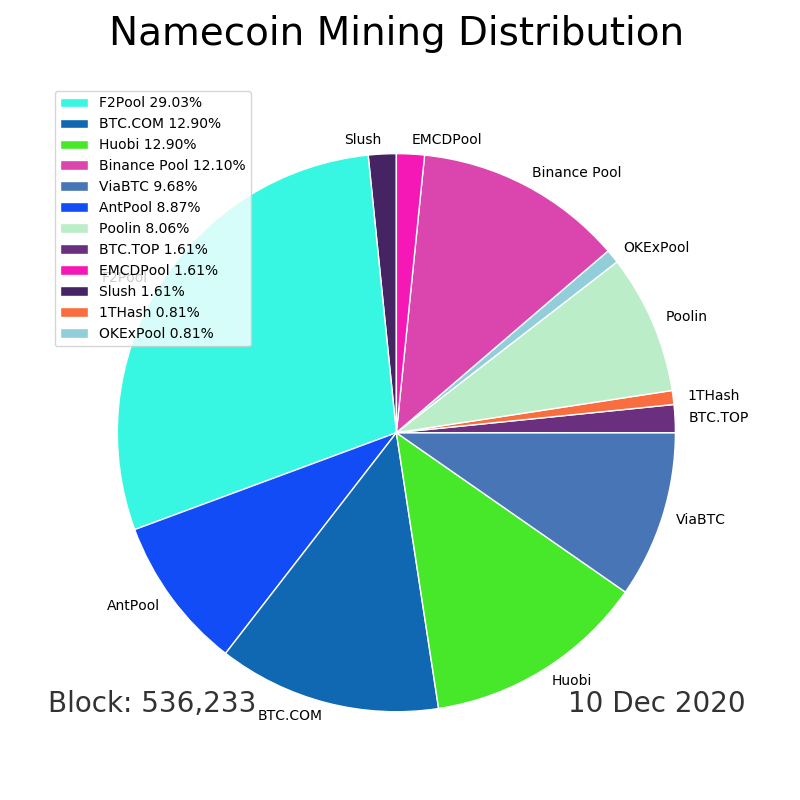 Namecoin Mining Distribution
F2Pool 29.03%
BTC.COM 12.90%
Huobi 12.90%
Binance Pool 12.10%
ViaBTC 9.68%
AntPool 8.87%
Poolin 8.06%
BTC.TOP 1.61%
EMCDPool 1.61%
Slush 1.61%
1THash 0.81%
OKExPool 0.81%
Slush
EMCDPool
Binance Pool
OKExPool
F2Pool
Poolin
1THash
BTC.TOP
ViaBTC
AntPool
Huobi
BTC.COM
Block: 536,233
10 Dec 2020